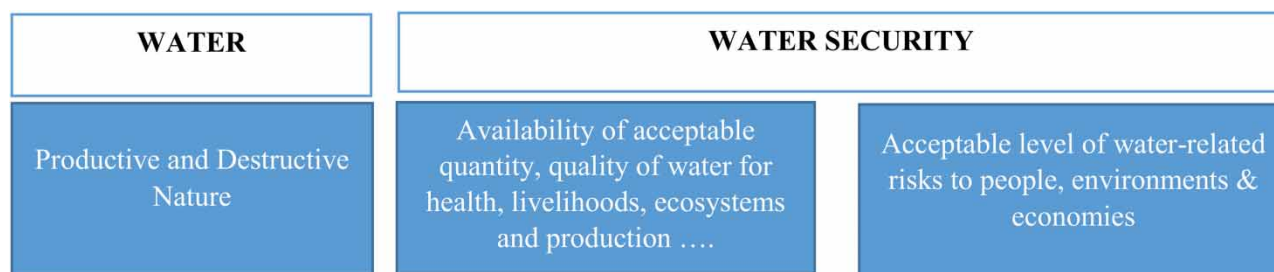 WATER
WATER SECURITY
Productive and Destructive
Nature
Availability of acceptable
quantity, quality of water for
health, livelihoods, ecosystems
and production ….
Acceptable level of water-related
risks to people, environments &
economies